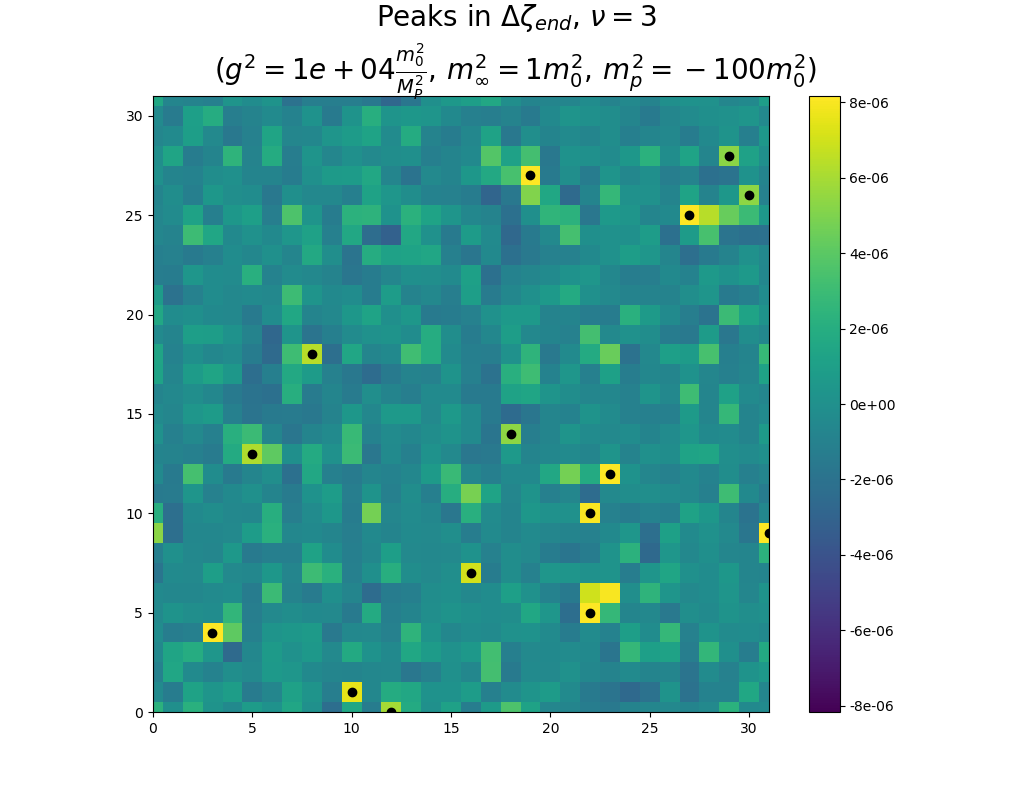 Peaks in Δζ_end, ν = 3
(g² = 1e + 04 m₀²/M_P², m_∞² = 1m₀², m_p² = − 100m₀²)
30
25
20
15
10
5
0
0 5 10 15 20 25 30
8e-06
6e-06
4e-06
2e-06
0e+00
-2e-06
-4e-06
-6e-06
-8e-06